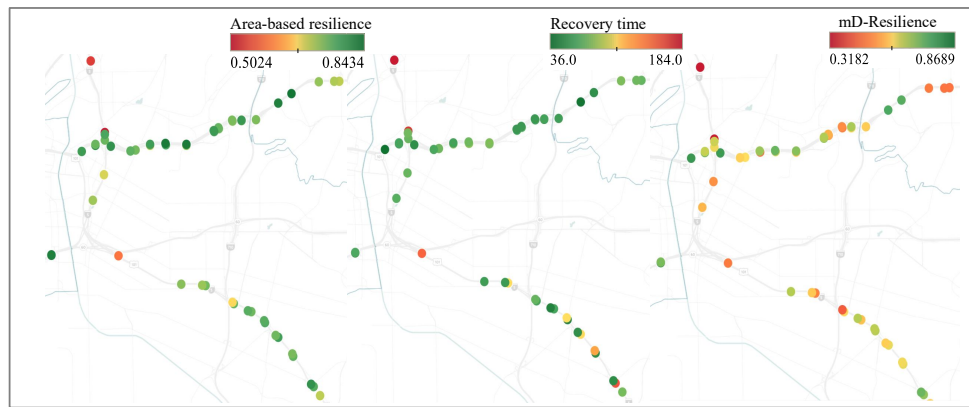 Area-based resilience
0.5024 0.8434
Recovery time
36.0 184.0
mD-Resilience
0.3182 0.8689